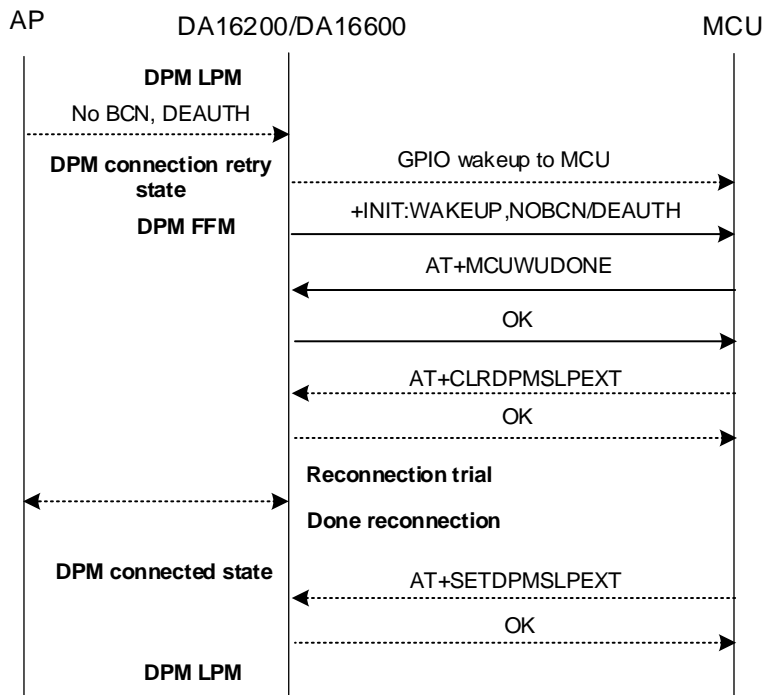 AP
DA16200/DA16600
MCU
DPM LPM
No BCN, DEAUTH
DPM connection retry
state
GPIO wakeup to MCU
DPM FFM
+INIT:WAKEUP,NOBCN/DEAUTH
AT+MCUWUDONE
OK
AT+CLRDPMSLPEXT
OK
Reconnection trial
Done reconnection
DPM connected state
AT+SETDPMSLPEXT
OK
DPM LPM